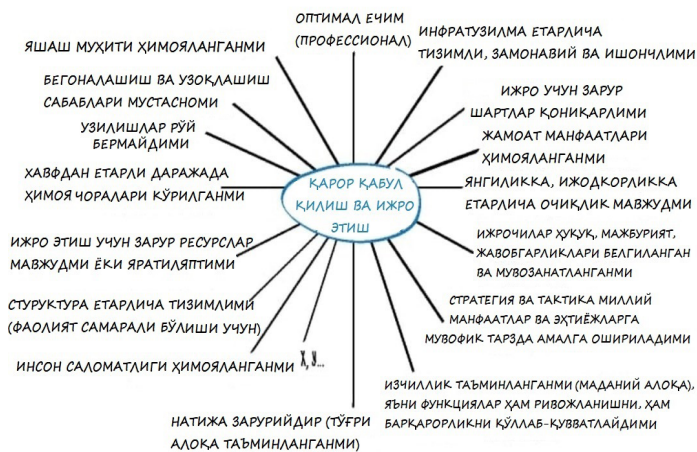 ОПТИМАЛ ЕЧИМ
(ПРОФЕССИОНАЛ)
ИНФРАТУЗИЛМА ЕТАРЛИЧА
ТИЗИМЛИ, ЗАМОНАВИЙ ВА ИШОНЧЛИМИ
ИЖРО УЧУН ЗАРУР
ШАРТЛАР ҚОНИҚАРЛИМИ
ЖАМОАТ МАНФААТЛАРИ
ҲИМОЯЛАНГАНМИ
ЯНГИЛИККА, ИЖОДКОРЛИККА
ЕТАРЛИЧА ОЧИҚЛИК МАВЖУДМИ
ИЖРОЧИЛАР ҲУҚУҚ, МАЖБУРИЯТ,
ЖАВОБГАРЛИКЛАРИ БЕЛГИЛАНГАН
ВА МУВОЗАНАТЛАНГАНМИ
СТРАТЕГИЯ ВА ТАКТИКА МИЛЛИЙ
МАНФААТЛАР ВА ЭҲТИЁЖЛАРГА
МУВОФИК ТАРЗДА АМАЛГА ОШИРИЛАДИМИ
ИЗЧИЛЛИК ТАЪМИНЛАНГАНМИ (МАДАНИЙ АЛОҚА),
ЯЪНИ ФУНКЦИЯЛАР ҲАМ РИВОЖЛАНИШНИ, ҲАМ
БАРҚАРОРЛИКНИ ҚЎЛЛАБ-ҚУВВАТЛАЙДИМИ
НАТИЖА ЗАРУРИЙДИР (ТЎҒРИ
АЛОҚА ТАЪМИНЛАНГАНМИ)
Х, У...
ИНСОН САЛОМАТЛИГИ ҲИМОЯЛАНГАНМИ
СТУРУКТУРА ЕТАРЛИЧА ТИЗИМЛИМИ
(ФАОЛИЯТ САМАРАЛИ БЎЛИШИ УЧУН)
ИЖРО ЭТИШ УЧУН ЗАРУР РЕСУРСЛАР
МАВЖУДМИ ЁКИ ЯРАТИЛЯПТИМИ
ХАВФДАН ЕТАРЛИ ДАРАЖАДА
ҲИМОЯ ЧОРАЛАРИ КЎРИЛГАНМИ
УЗИЛИШЛАР РЎЙ
БЕРМАЙДИМИ
БЕГОНАЛАШИШ ВА УЗОҚЛАШИШ
САБАБЛАРИ МУСТАСНОМИ
ЯШАШ МУҲИТИ ҲИМОЯЛАНГАНМИ
ҚАРОР ҚАБУЛ
ҚИЛИШ ВА ИЖРО
ЭТИШ